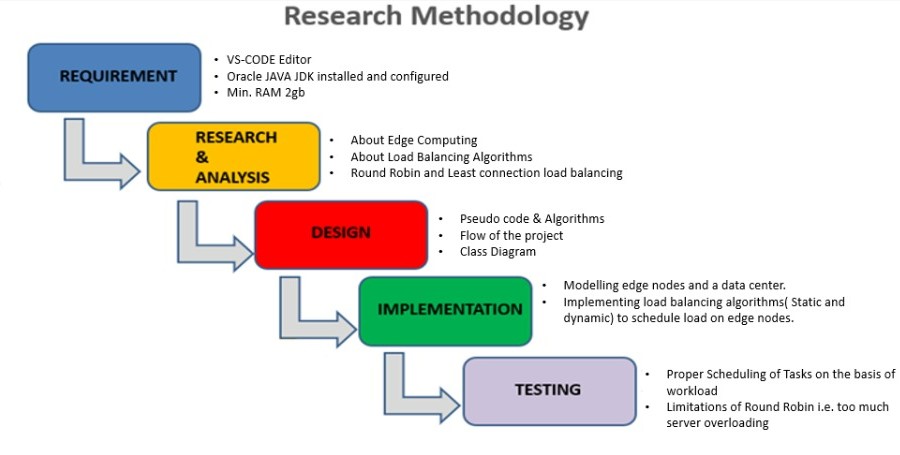 Research Methodology
REQUIREMENT
• VS-CODE Editor
• Oracle JAVA JDK installed and configured
• Min. RAM 2gb
RESEARCH
&
ANALYSIS
• About Edge Computing
• About Load Balancing Algorithms
• Round Robin and Least connection load balancing
DESIGN
• Pseudo code & Algorithms
• Flow of the project
• Class Diagram
IMPLEMENTATION
• Modelling edge nodes and a data center.
• Implementing load balancing algorithms( Static and
dynamic) to schedule load on edge nodes.
TESTING
• Proper Scheduling of Tasks on the basis of
workload
• Limitations of Round Robin i.e. too much
server overloading